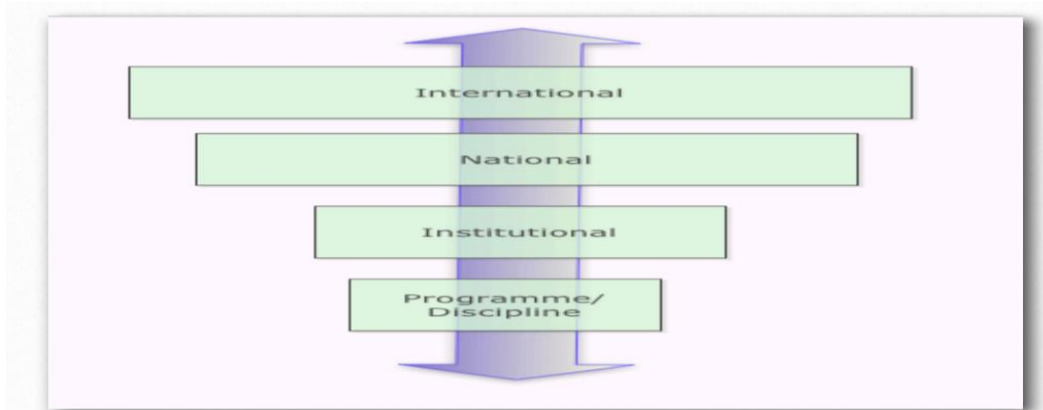 International
National
Institutional
Programme/
Discipline